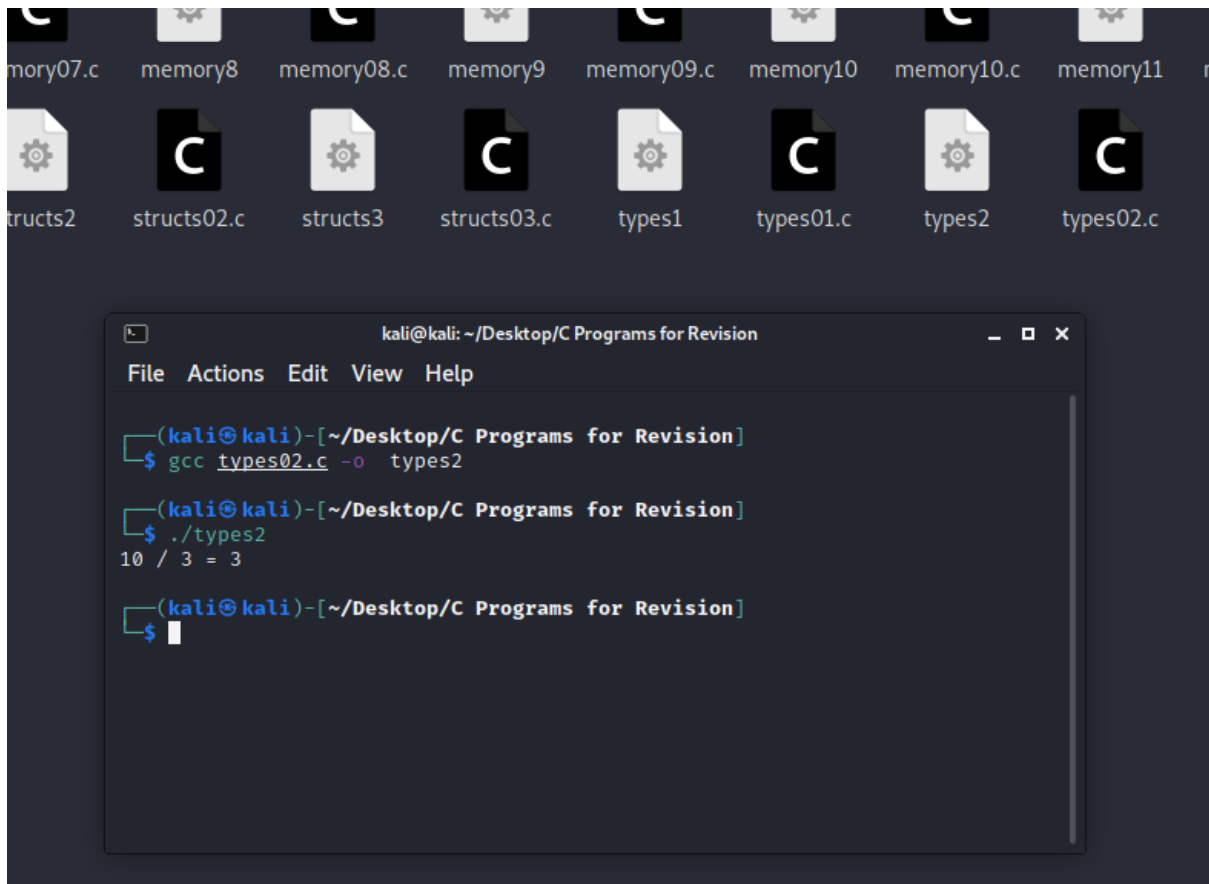 mory07.c memory8 memory08.c memory9 memory09.c memory10 memory10.c memory11
tructs2 structs02.c structs3 structs03.c types1 types01.c types2 types02.c
kali@kali: ~/Desktop/C Programs for Revision
File Actions Edit View Help
┌──(kali㉿kali)-[~/Desktop/C Programs for Revision]
└─$ gcc types02.c -o  types2
┌──(kali㉿kali)-[~/Desktop/C Programs for Revision]
└─$ ./types2
10 / 3 = 3
┌──(kali㉿kali)-[~/Desktop/C Programs for Revision]
└─$